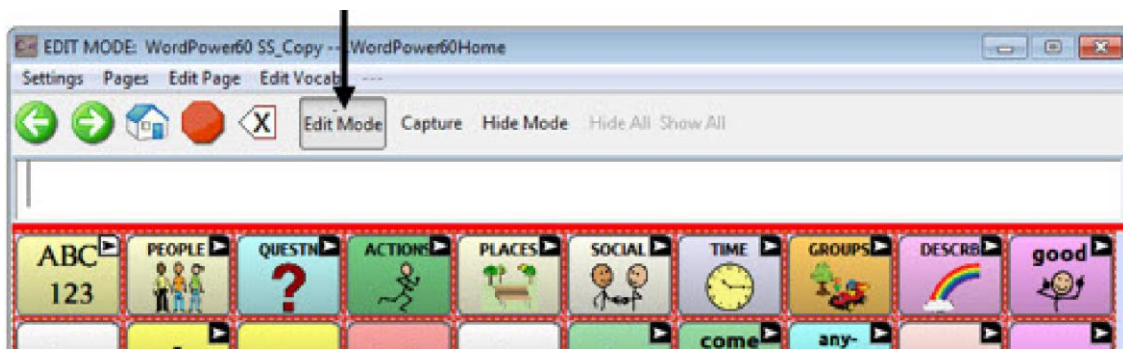 EDIT MODE: WordPower60 SS_Copy --- WordPower60Home
Settings Pages Edit Page Edit Vocab ---
X Edit Mode Capture Hide Mode Hide All Show All
ABC 123 PEOPLE QUESTN ACTIONS PLACES SOCIAL TIME GROUPS DESCRB good
come any-